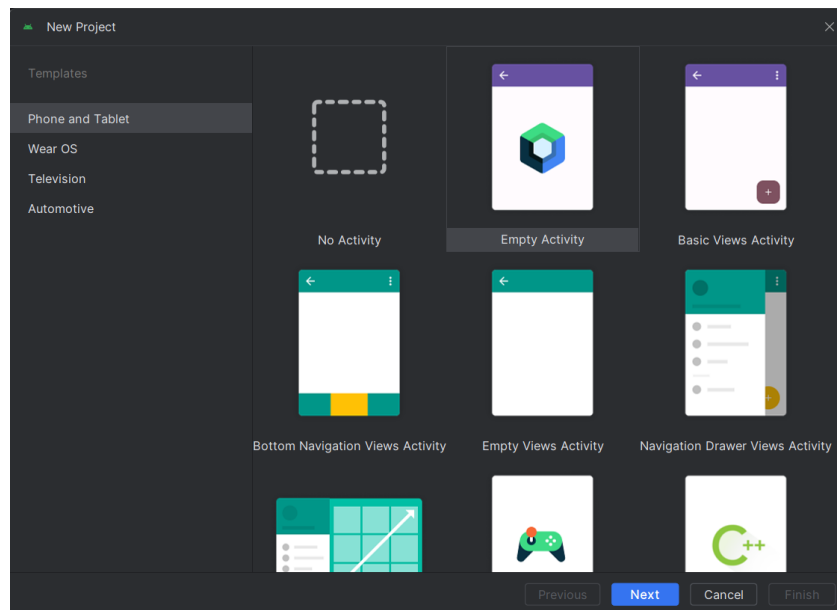 New Project
Templates
Phone and Tablet
Wear OS
Television
Automotive
No Activity
Empty Activity
Basic Views Activity
Bottom Navigation Views Activity
Empty Views Activity
Navigation Drawer Views Activity
C++
Previous
Next
Cancel
Finish